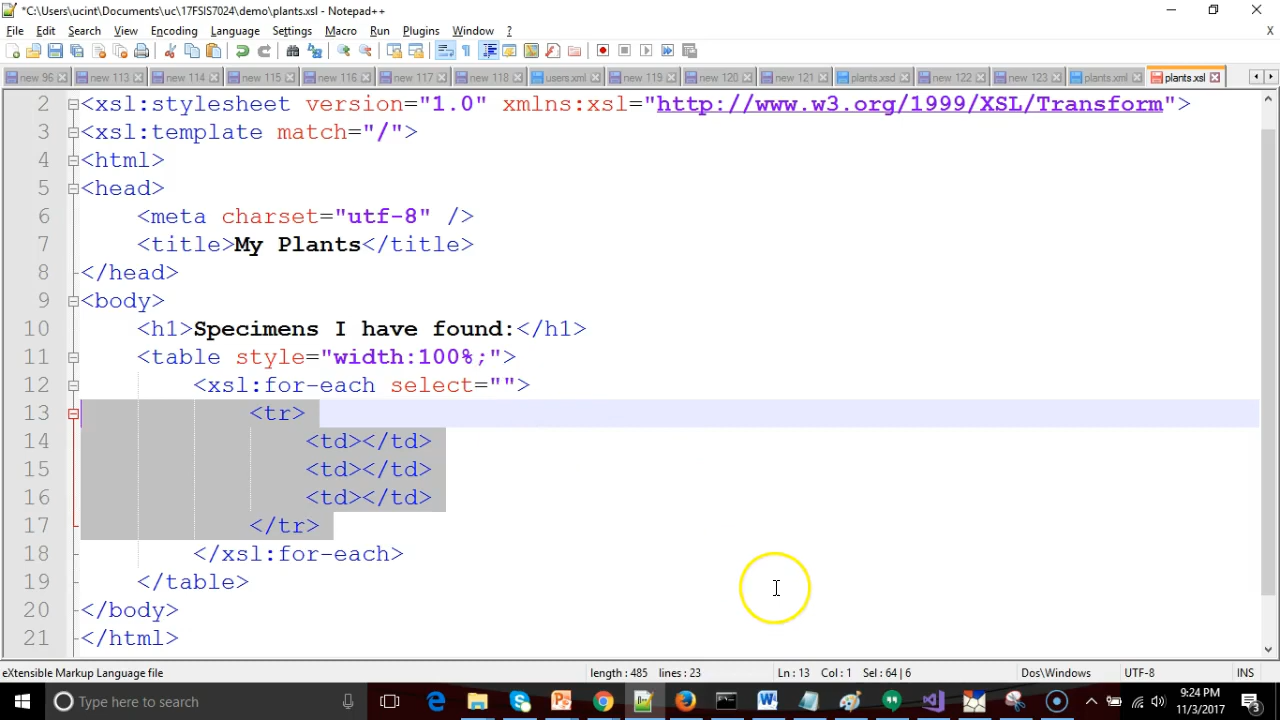 *C:\Users\ucint\Documents\uc\17FSIS7024\demo\plants.xsl - Notepad++
File Edit Search View Encoding Language Settings Macro Run Plugins Window ? X
new 96 new 113 new 114 new 115 new 116 new 117 new 118 users.xml new 119 new 120 new 121 plants.xsd new 122 new 123 plants.xml plants.xsl
2 <xsl:stylesheet version="1.0" xmlns:xsl="http://www.w3.org/1999/XSL/Transform">
3 <xsl:template match="/">
4 <html>
5 <head>
6 <meta charset="utf-8" />
7 <title>My Plants</title>
8 </head>
9 <body>
10 <h1>Specimens I have found:</h1>
11 <table style="width:100%;">
12 <xsl:for-each select="">
13 <tr>
14 <td></td>
15 <td></td>
16 <td></td>
17 </tr>
18 </xsl:for-each>
19 </table>
20 </body>
21 </html>
eXtensible Markup Language file length : 485 lines : 23 Ln : 13 Col : 1 Sel : 64 | 6 Dos\Windows UTF-8 INS
Type here to search
9:24 PM
11/3/2017
3